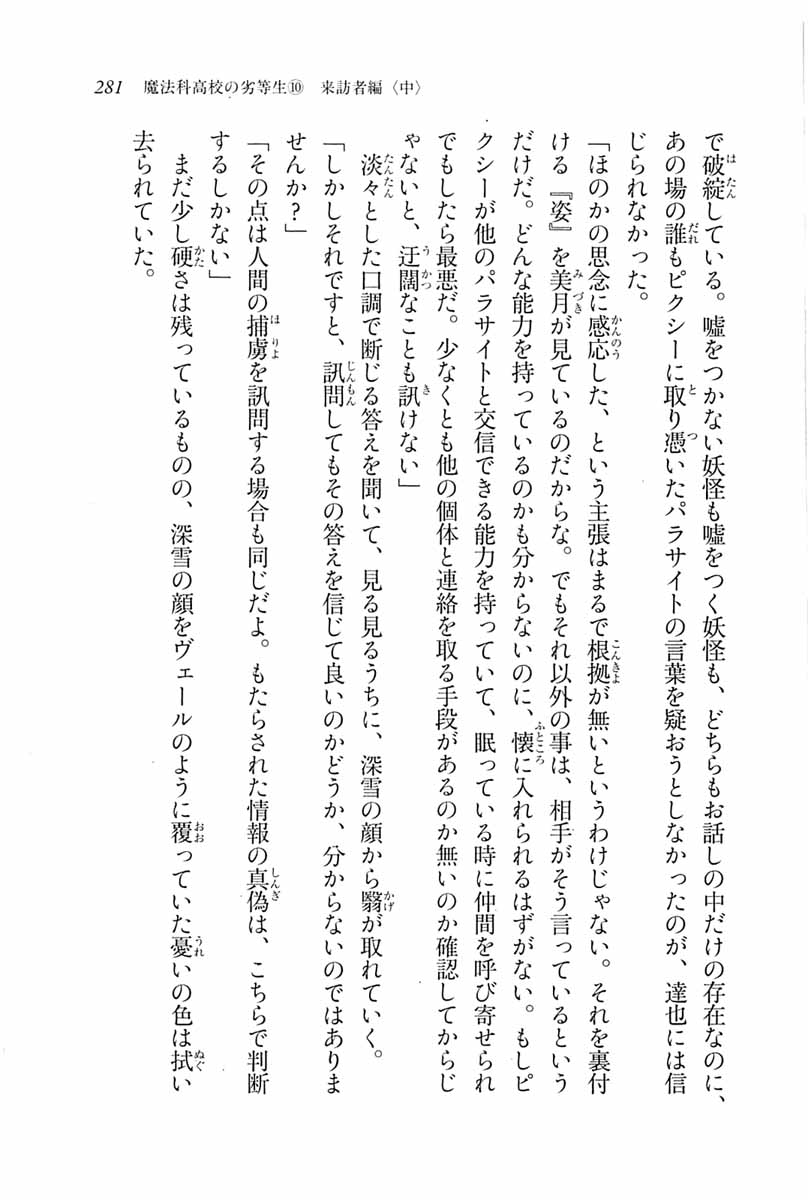 281　魔法科高校の劣等生⑩　来訪者編〈中〉
で破綻している。嘘をつかない妖怪も嘘をつく妖怪も、どちらもお話しの中だけの存在なのに、
あの場の誰もピクシーに取り憑いたパラサイトの言葉を疑おうとしなかったのが、達也には信
じられなかった。
「ほのかの思念に感応した、という主張はまるで根拠が無いというわけじゃない。それを裏付
ける『姿』を美月が見ているのだからな。でもそれ以外の事は、相手がそう言っているという
だけだ。どんな能力を持っているのかも分からないのに、懐に入れられるはずがない。もしピ
クシーが他のパラサイトと交信できる能力を持っていて、眠っている時に仲間を呼び寄せられ
でもしたら最悪だ。少なくとも他の個体と連絡を取る手段があるのか無いのか確認してからじ
ゃないと、迂闊なことも訊けない」
淡々とした口調で断じる答えを聞いて、見る見るうちに、深雪の顔から翳が取れていく。
「しかしそれですと、訊問してもその答えを信じて良いのかどうか、分からないのではありま
せんか？」
「その点は人間の捕虜を訊問する場合も同じだよ。もたらされた情報の真偽は、こちらで判断
するしかない」
まだ少し硬さは残っているものの、深雪の顔をヴェールのように覆っていた憂いの色は拭い
去られていた。